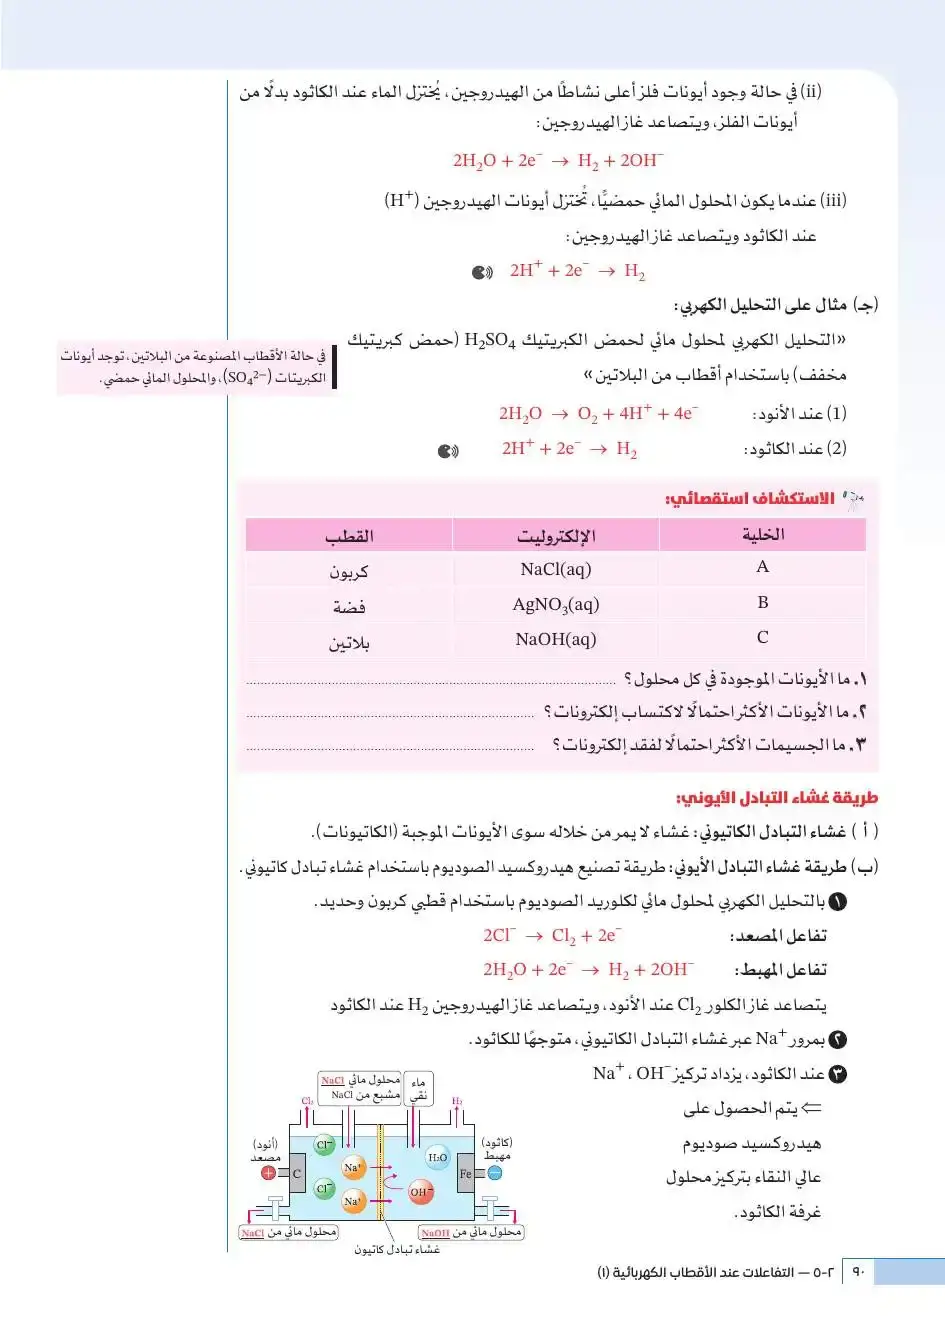 (ii) في حالة وجود أيونات فلز أعلى نشاطًا من الهيدروجين، يُختزل الماء عند الكاثود بدلًا من
أيونات الفلز، ويتصاعد غاز الهيدروجين:
2H₂O + 2e⁻ → H₂ + 2OH⁻
(iii) عندما يكون المحلول المائي حمضيًّا، تُختزل أيونات الهيدروجين (H⁺)
عند الكاثود ويتصاعد غاز الهيدروجين:
2H⁺ + 2e⁻ → H₂
(جـ) مثال على التحليل الكهربي:
«التحليل الكهربي لمحلول مائي لحمض الكبريتيك H₂SO₄ (حمض كبريتيك
مخفف) باستخدام أقطاب من البلاتين»
في حالة الأقطاب المصنوعة من البلاتين، توجد أيونات
الكبريتات (SO₄²⁻)، والمحلول المائي حمضي.
(1) عند الأنود: 2H₂O → O₂ + 4H⁺ + 4e⁻
(2) عند الكاثود: 2H⁺ + 2e⁻ → H₂
الاستكشاف استقصائي:
الخلية الإلكتروليت القطب
A NaCl(aq) كربون
B AgNO₃(aq) فضة
C NaOH(aq) بلاتين
١. ما الأيونات الموجودة في كل محلول؟ ........................................
٢. ما الأيونات الأكثر احتمالًا لاكتساب إلكترونات؟ ........................................
٣. ما الجسيمات الأكثر احتمالًا لفقد إلكترونات؟ ........................................
طريقة غشاء التبادل الأيوني:
( أ ) غشاء التبادل الكاتيوني: غشاء لا يمر من خلاله سوى الأيونات الموجبة (الكاتيونات).
(ب) طريقة غشاء التبادل الأيوني: طريقة تصنيع هيدروكسيد الصوديوم باستخدام غشاء تبادل كاتيوني.
١ بالتحليل الكهربي لمحلول مائي لكلوريد الصوديوم باستخدام قطبي كربون وحديد.
تفاعل المصعد: 2Cl⁻ → Cl₂ + 2e⁻
تفاعل المهبط: 2H₂O + 2e⁻ → H₂ + 2OH⁻
يتصاعد غاز الكلور Cl₂ عند الأنود، ويتصاعد غاز الهيدروجين H₂ عند الكاثود
٢ بمرور Na⁺ عبر غشاء التبادل الكاتيوني، متوجهًا للكاثود.
٣ عند الكاثود، يزداد تركيز Na⁺ ، OH⁻
⇐ يتم الحصول على
هيدروكسيد صوديوم
عالي النقاء بتركيز محلول
غرفة الكاثود.
ماء
نقي
محلول مائي NaCl
مشبع من NaCl
H₂
Cl₂
(كاثود)
مهبط
(أنود)
مصعد
Cl⁻
H₂O
Na⁺
− Fe
C +
Cl⁻
OH⁻
Na⁺
محلول مائي من NaOH
محلول مائي من NaCl
غشاء تبادل كاتيون
٩٠
٢-٥ — التفاعلات عند الأقطاب الكهربائية (١)